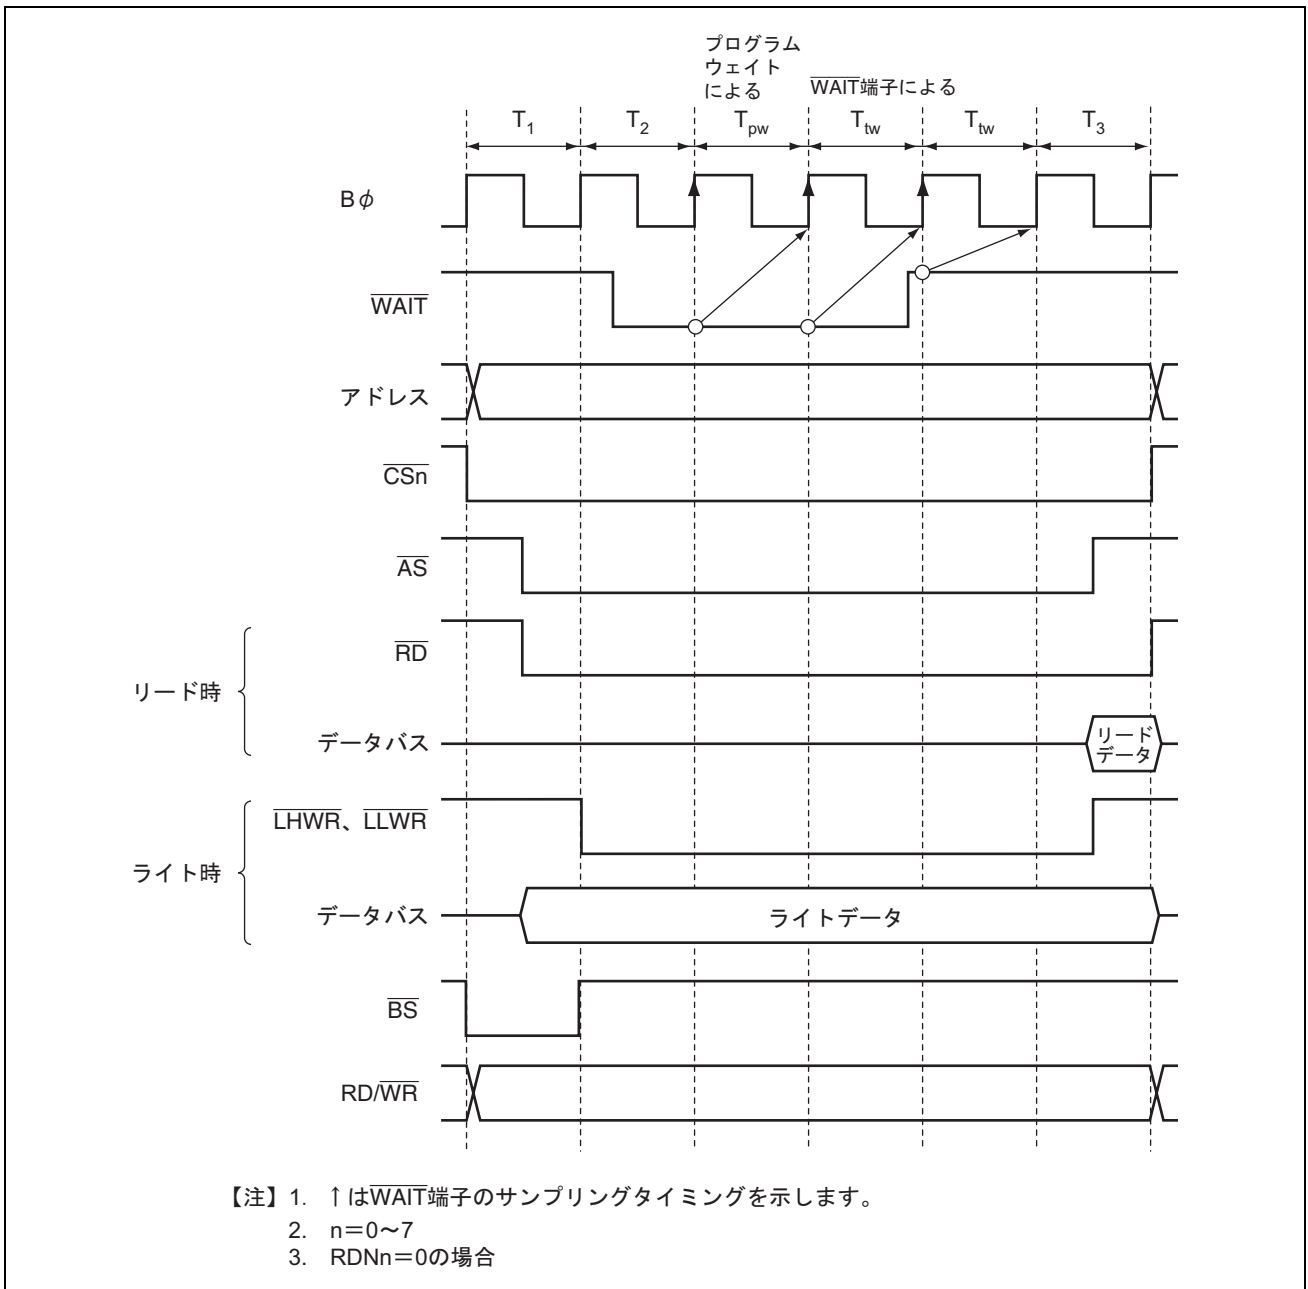 プログラム
ウェイト
による
WAIT端子による
T1 T2 Tpw Ttw Ttw T3
Bφ
WAIT
アドレス
CSn
AS
RD
リード時
データバス
リード
データ
LHWR、LLWR
ライト時
データバス
ライトデータ
BS
RD/WR
【注】1. ↑はWAIT端子のサンプリングタイミングを示します。
2. n=0〜7
3. RDNn=0の場合